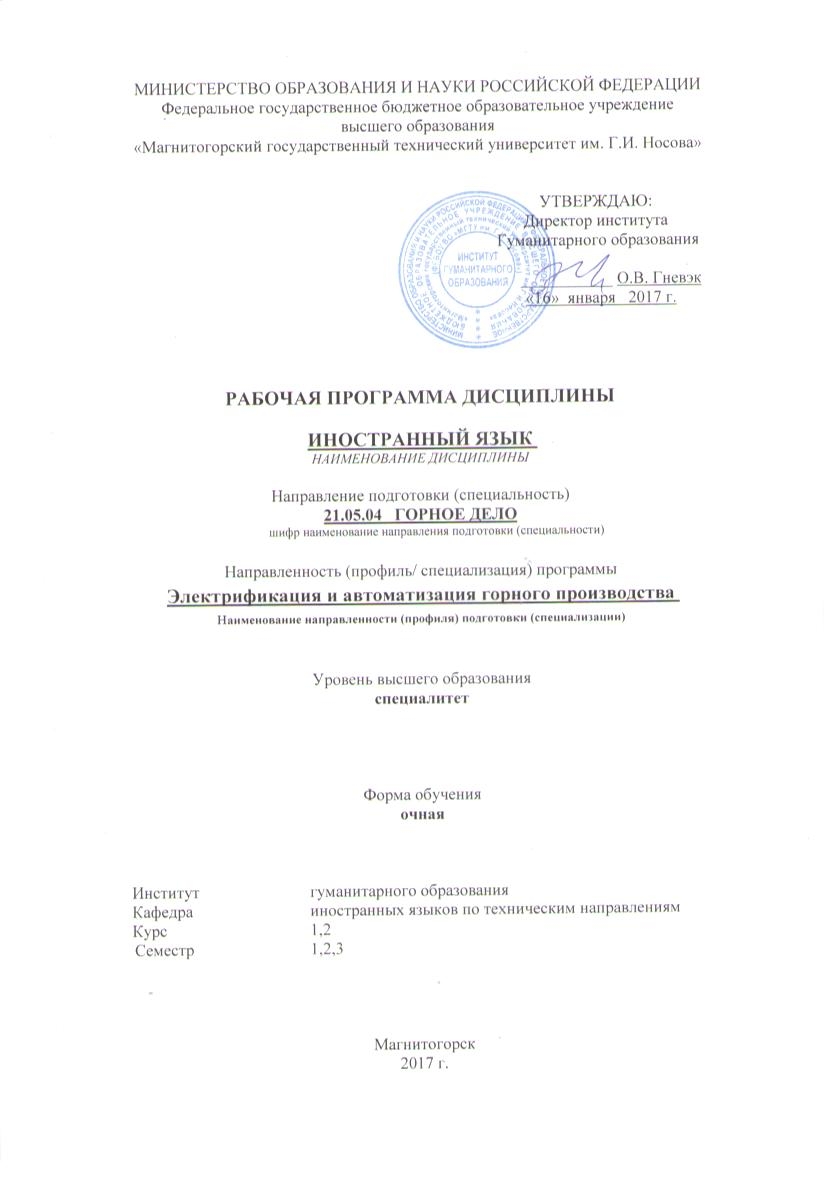 МИНИСТЕРСТВО ОБРАЗОВАНИЯ И НАУКИ РОССИЙСКОЙ ФЕДЕРАЦИИ
Федеральное государственное бюджетное образовательное учреждение
высшего образования
«Магнитогорский государственный технический университет им. Г.И. Носова»
УТВЕРЖДАЮ:
Директор института
Гуманитарного образования
О.В. Гневэк
«16» января 2017 г.
ИНСТИТУТ
ГУМАНИТАРНОГО
ОБРАЗОВАНИЯ
РАБОЧАЯ ПРОГРАММА ДИСЦИПЛИНЫ
ИНОСТРАННЫЙ ЯЗЫК
НАИМЕНОВАНИЕ ДИСЦИПЛИНЫ
Направление подготовки (специальность)
21.05.04 ГОРНОЕ ДЕЛО
шифр наименование направления подготовки (специальности)
Направленность (профиль/ специализация) программы
Электрификация и автоматизация горного производства
Наименование направленности (профиля) подготовки (специализации)
Уровень высшего образования
специалитет
Форма обучения
очная
Институт гуманитарного образования
Кафедра иностранных языков по техническим направлениям
Курс 1,2
Семестр 1,2,3
Магнитогорск
2017 г.